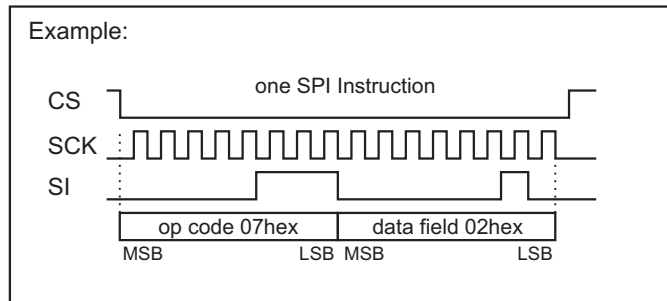 Example:
one SPI Instruction
CS
SCK
SI
op code 07hex data field 02hex
MSB LSB MSB LSB